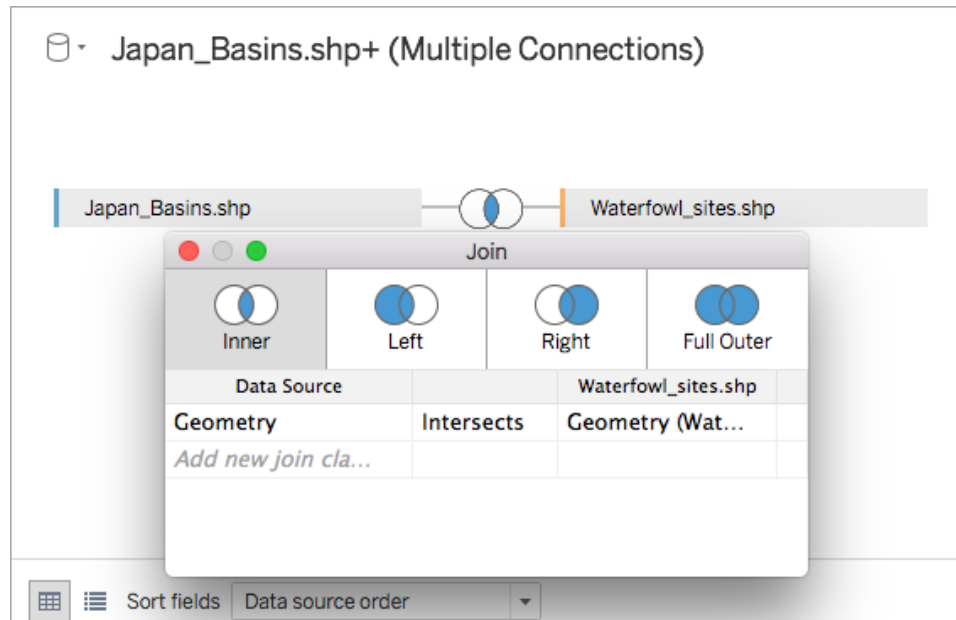 Japan_Basins.shp+ (Multiple Connections)
Japan_Basins.shp
Waterfowl_sites.shp
Join
Inner
Left
Right
Full Outer
Data Source
Waterfowl_sites.shp
Geometry
Intersects
Geometry (Wat...
Add new join cla...
Sort fields
Data source order